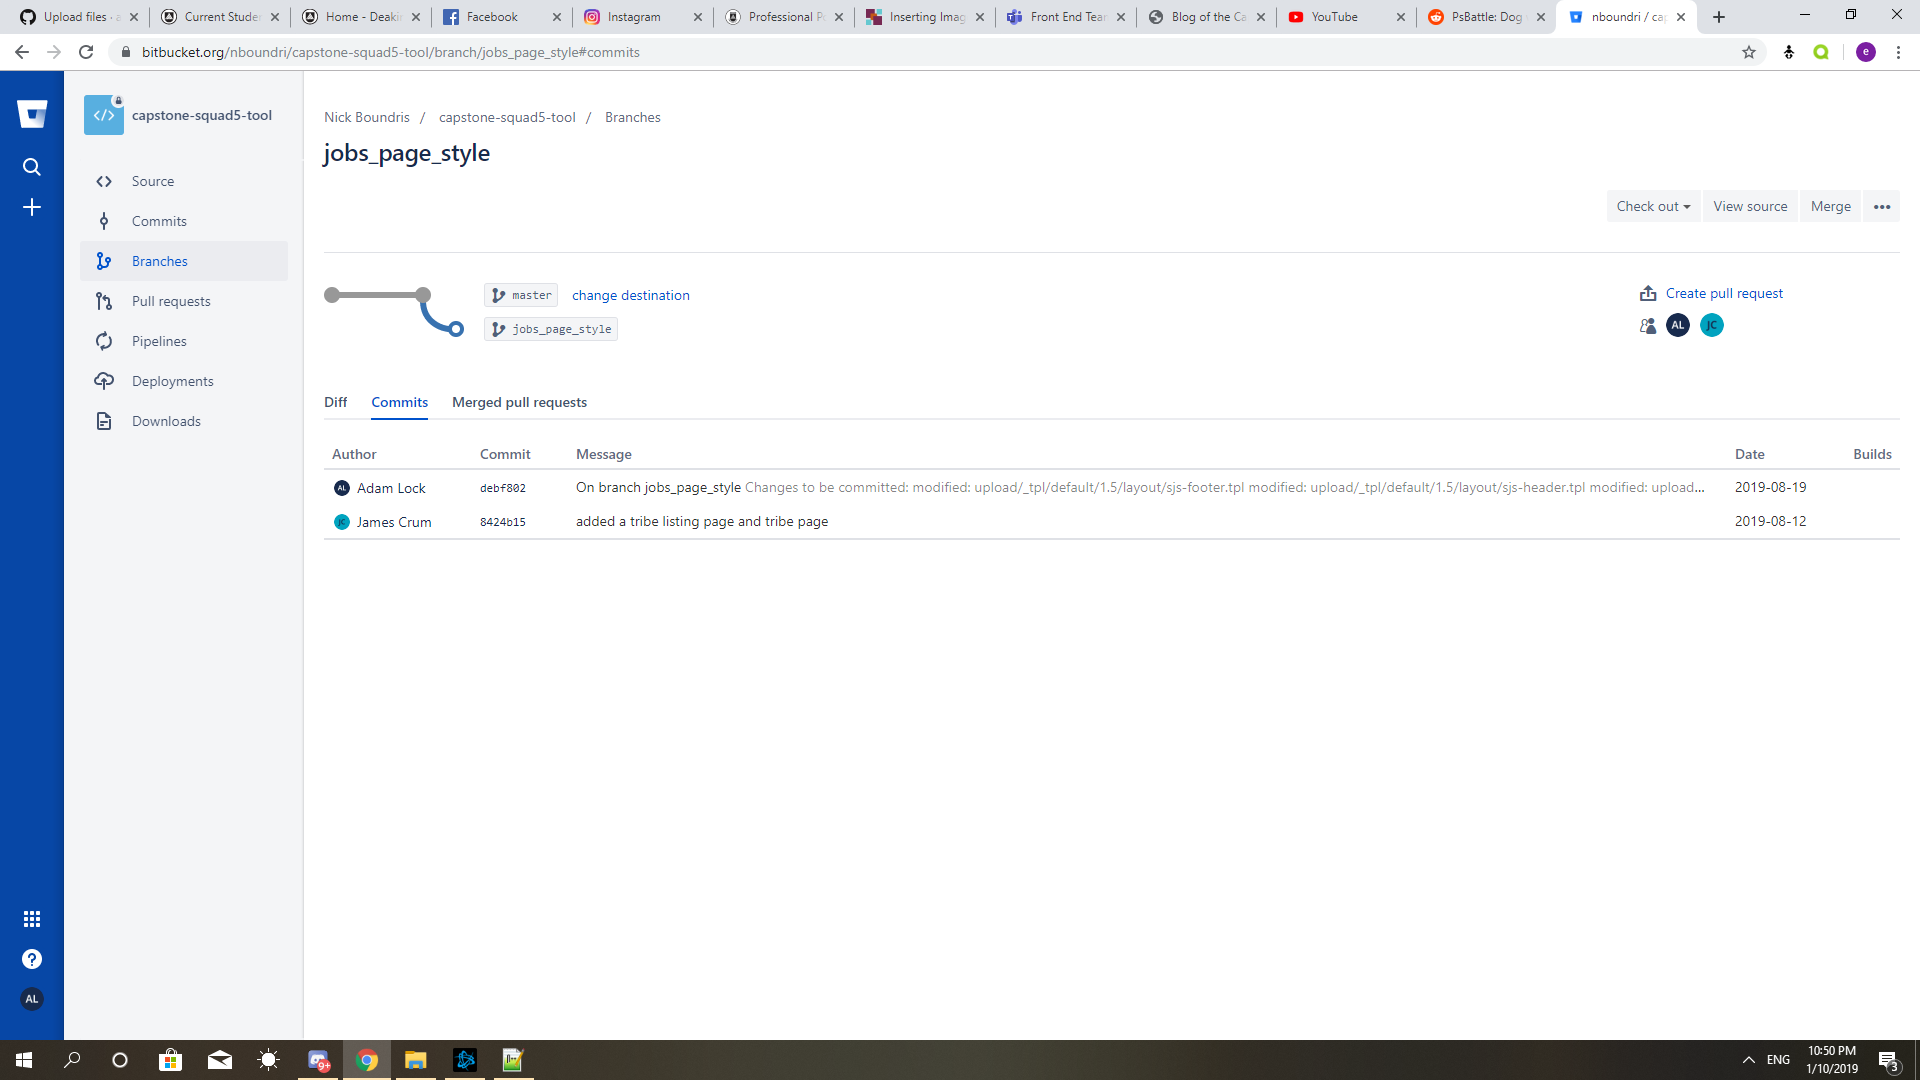 Upload files · a
Current Stude
Home - Deaki
Facebook
Instagram
Professional P
Inserting Imag
Front End Tear
Blog of the Ca
YouTube
PsBattle: Dog
nboundri / cap
e
bitbucket.org/nboundri/capstone-squad5-tool/branch/jobs_page_style#commits
capstone-squad5-tool
Source
Commits
Branches
Pull requests
Pipelines
Deployments
Downloads
AL
Nick Boundris / capstone-squad5-tool / Branches
jobs_page_style
Check out View source Merge
master change destination
jobs_page_style
Create pull request
AL JC
Diff Commits Merged pull requests
Author Commit Message Date Builds
AL Adam Lock debf802 On branch jobs_page_style Changes to be committed: modified: upload/_tpl/default/1.5/layout/sjs-footer.tpl modified: upload/_tpl/default/1.5/layout/sjs-header.tpl modified: upload... 2019-08-19
JC James Crum 8424b15 added a tribe listing page and tribe page 2019-08-12
9+
ENG
10:50 PM
1/10/2019
3